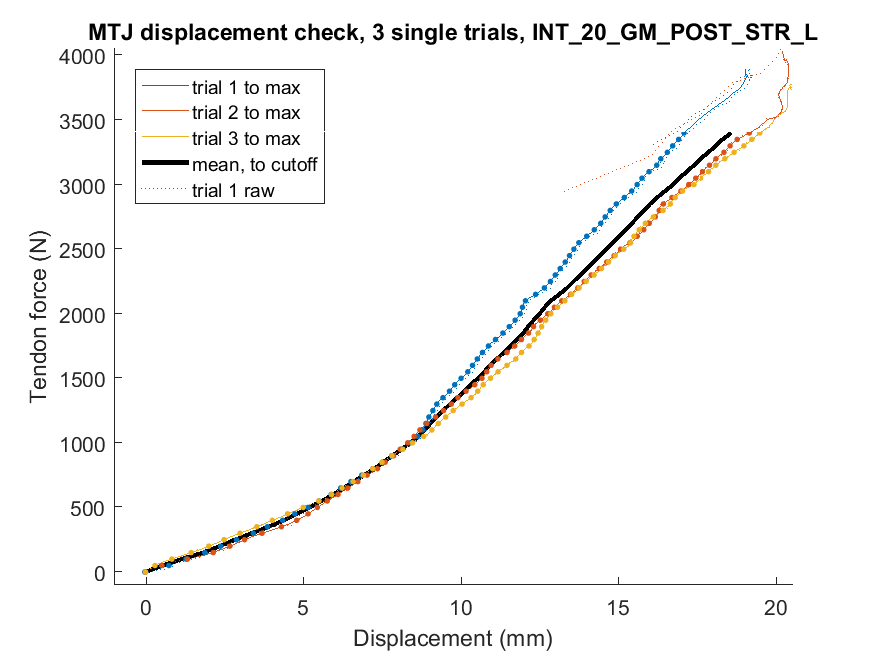 MTJ displacement check, 3 single trials, INT_20_GM_POST_STR_L
4000
3500
3000
2500
2000
1500
1000
500
0
Tendon force (N)
trial 1 to max
trial 2 to max
trial 3 to max
mean, to cutoff
trial 1 raw
0 5 10 15 20
Displacement (mm)